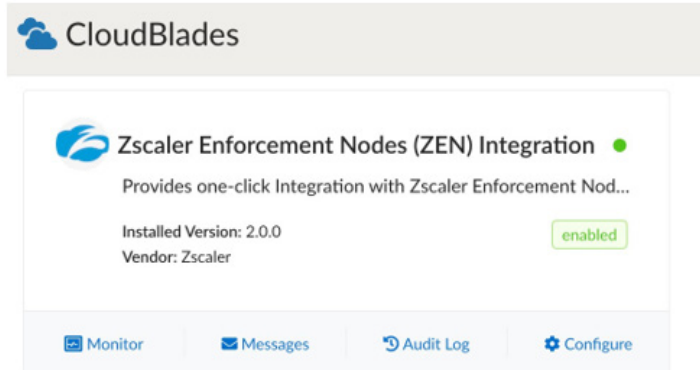 CloudBlades
Zscaler Enforcement Nodes (ZEN) Integration
Provides one-click Integration with Zscaler Enforcement Nod...
Installed Version: 2.0.0
enabled
Vendor: Zscaler
Monitor
Messages
Audit Log
Configure